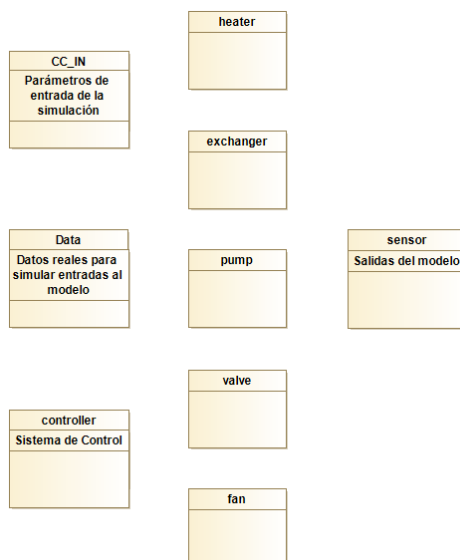 heater
CC_IN
Parámetros de
entrada de la
simulación
exchanger
Data
Datos reales para
simular entradas al
modelo
pump
sensor
Salidas del modelo
valve
controller
Sistema de Control
fan